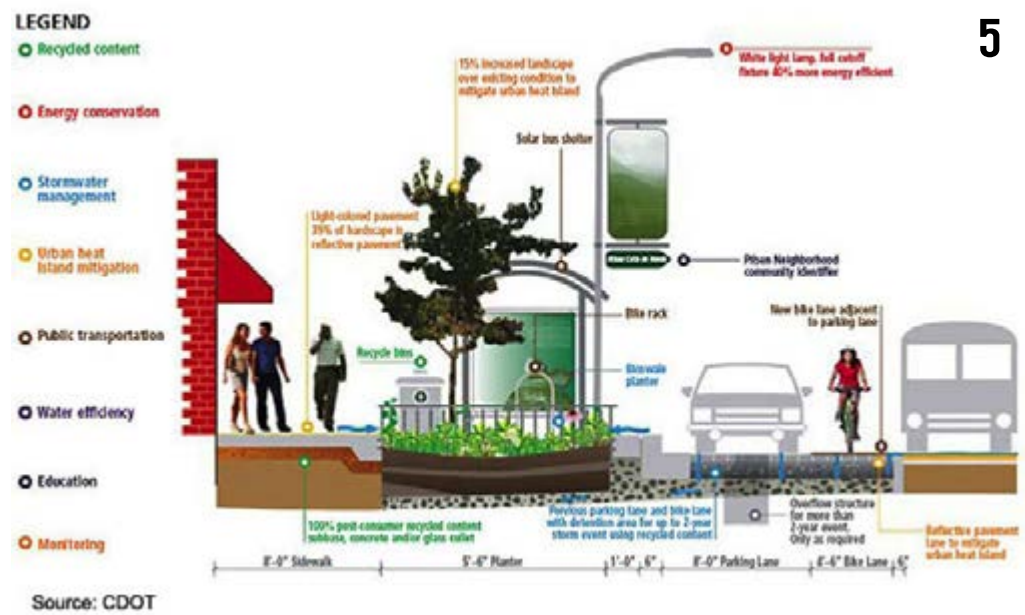 LEGEND
5
Recycled content
Energy conservation
Stormwater
management
Urban heat
island mitigation
Public transportation
Water efficiency
Education
Monitoring
15% increased landscape
over existing condition to
mitigate urban heat island
White light lamp, full cutoff
fixture 40% more energy efficient
Solar bus shelter
Light-colored pavement
39% of hardscape is
reflective pavement
Pilsen Neighborhood
community identifier
Bike rack
New bike lane adjacent
to parking lane
Recycle bins
Bioswale
planter
100% post-consumer recycled content
subbase, concrete and/or glass cullet
Pervious parking lane and bike lane
with detention area for up to 2-year
storm event using recycled content
Overflow structure
for more than
2-year event.
Only as required
Reflective pavement
lane to mitigate
urban heat island
8'-0" Sidewalk
5'-6" Planter
1'-0"
6"
8'-0" Parking Lane
4'-6" Bike Lane
6"
Source: CDOT